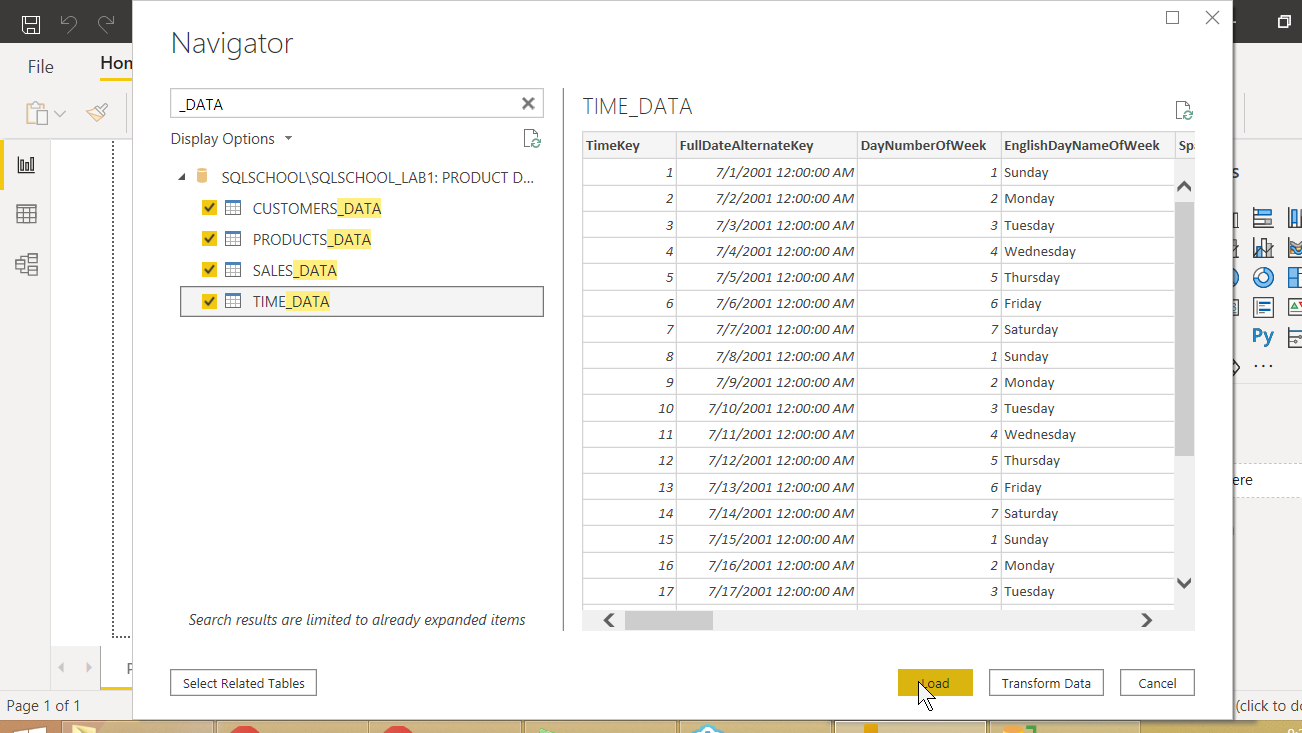 Navigator
File
Hom
_DATA
Display Options
SQLSCHOOL\SQLSCHOOL_LAB1: PRODUCT D...
CUSTOMERS_DATA
PRODUCTS_DATA
SALES_DATA
TIME_DATA
Search results are limited to already expanded items
TIME_DATA
TimeKey FullDateAlternateKey DayNumberOfWeek EnglishDayNameOfWeek Spa
1 7/1/2001 12:00:00 AM 1 Sunday
2 7/2/2001 12:00:00 AM 2 Monday
3 7/3/2001 12:00:00 AM 3 Tuesday
4 7/4/2001 12:00:00 AM 4 Wednesday
5 7/5/2001 12:00:00 AM 5 Thursday
6 7/6/2001 12:00:00 AM 6 Friday
7 7/7/2001 12:00:00 AM 7 Saturday
8 7/8/2001 12:00:00 AM 1 Sunday
9 7/9/2001 12:00:00 AM 2 Monday
10 7/10/2001 12:00:00 AM 3 Tuesday
11 7/11/2001 12:00:00 AM 4 Wednesday
12 7/12/2001 12:00:00 AM 5 Thursday
13 7/13/2001 12:00:00 AM 6 Friday
14 7/14/2001 12:00:00 AM 7 Saturday
15 7/15/2001 12:00:00 AM 1 Sunday
16 7/16/2001 12:00:00 AM 2 Monday
17 7/17/2001 12:00:00 AM 3 Tuesday
s
Py
...
ere
Select Related Tables
Load
Transform Data
Cancel
P
Page 1 of 1
(click to do